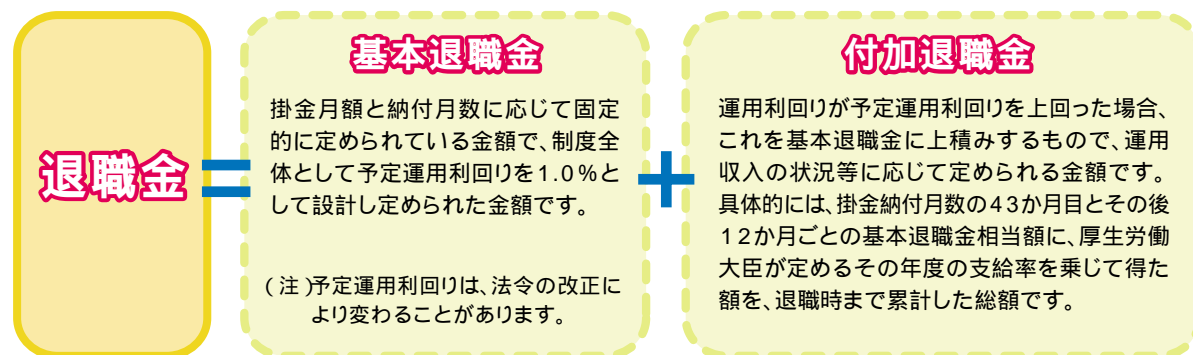 退職金
=
基本退職金
掛金月額と納付月数に応じて固定
的に定められている金額で、制度全
体として予定運用利回りを1.0%と
して設計し定められた金額です。
(注)予定運用利回りは、法令の改正に
より変わることがあります。
+
付加退職金
運用利回りが予定運用利回りを上回った場合、
これを基本退職金に上積みするもので、運用
収入の状況等に応じて定められる金額です。
具体的には、掛金納付月数の43か月目とその後
12か月ごとの基本退職金相当額に、厚生労働
大臣が定めるその年度の支給率を乗じて得た
額を、退職時まで累計した総額です。